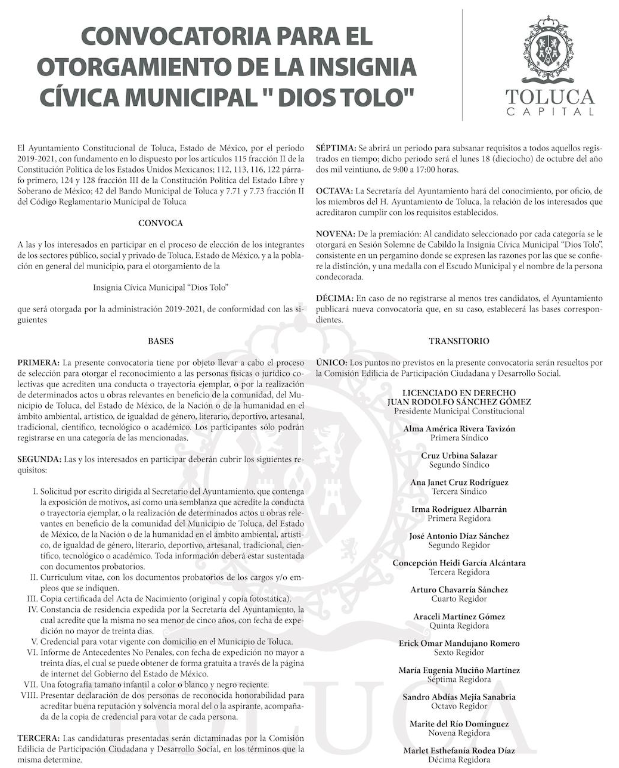 CONVOCATORIA PARA EL
OTORGAMIENTO DE LA INSIGNIA
CÍVICA MUNICIPAL " DIOS TOLO"
TOLUCA
CAPITAL
El Ayuntamiento Constitucional de Toluca, Estado de México, por el periodo
2019-2021, con fundamento en lo dispuesto por los artículos 115 fracción II de la
Constitución Política de los Estados Unidos Mexicanos; 112, 113, 116, 122 párra-
fo primero, 124 y 128 fracción III de la Constitución Política del Estado Libre y
Soberano de México; 42 del Bando Municipal de Toluca y 7.71 y 7.73 fracción II
del Código Reglamentario Municipal de Toluca
CONVOCA
A las y los interesados en participar en el proceso de elección de los integrantes
de los sectores público, social y privado de Toluca, Estado de México, y a la pobla-
ción en general del municipio, para el otorgamiento de la
Insignia Cívica Municipal "Dios Tolo"
que será otorgada por la administración 2019-2021, de conformidad con las si-
guientes
BASES
PRIMERA: La presente convocatoria tiene por objeto llevar a cabo el proceso
de selección para otorgar el reconocimiento a las personas físicas o jurídico co-
lectivas que acrediten una conducta o trayectoria ejemplar, o por la realización
de determinados actos u obras relevantes en beneficio de la comunidad, del Mu-
nicipio de Toluca, del Estado de México, de la Nación o de la humanidad en el
ámbito ambiental, artístico, de igualdad de género, literario, deportivo, artesanal,
tradicional, científico, tecnológico o académico. Los participantes sólo podrán
registrarse en una categoría de las mencionadas.
SEGUNDA: Las y los interesados en participar deberán cubrir los siguientes re-
quisitos:
I. Solicitud por escrito dirigida al Secretario del Ayuntamiento, que contenga
la exposición de motivos, así como una semblanza que acredite la conducta
o trayectoria ejemplar, o la realización de determinados actos u obras rele-
vantes en beneficio de la comunidad del Municipio de Toluca, del Estado
de México, de la Nación o de la humanidad en el ámbito ambiental, artísti-
co, de igualdad de género, literario, deportivo, artesanal, tradicional, cien-
tífico, tecnológico o académico. Toda información deberá estar sustentada
con documentos probatorios.
II. Curriculum vitae, con los documentos probatorios de los cargos y/o em-
pleos que se indiquen.
III. Copia certificada del Acta de Nacimiento (original y copia fotostática).
IV. Constancia de residencia expedida por la Secretaría del Ayuntamiento, la
cual acredite que la misma no sea menor de cinco años, con fecha de expe-
dición no mayor de treinta días.
V. Credencial para votar vigente con domicilio en el Municipio de Toluca.
VI. Informe de Antecedentes No Penales, con fecha de expedición no mayor a
treinta días, el cual se puede obtener de forma gratuita a través de la página
de internet del Gobierno del Estado de México.
VII. Una fotografía tamaño infantil a color o blanco y negro reciente.
VIII. Presentar declaración de dos personas de reconocida honorabilidad para
acreditar buena reputación y solvencia moral del o la aspirante, acompaña-
da de la copia de credencial para votar de cada persona.
TERCERA: Las candidaturas presentadas serán dictaminadas por la Comisión
Edilicia de Participación Ciudadana y Desarrollo Social, en los términos que la
misma determine.
SÉPTIMA: Se abrirá un periodo para subsanar requisitos a todos aquellos regis-
trados en tiempo; dicho periodo será el lunes 18 (dieciocho) de octubre del año
dos mil veintiuno, de 9:00 a 17:00 horas.
OCTAVA: La Secretaría del Ayuntamiento hará del conocimiento, por oficio, de
los miembros del H. Ayuntamiento de Toluca, la relación de los interesados que
acreditaron cumplir con los requisitos establecidos.
NOVENA: De la premiación: Al candidato seleccionado por cada categoría se le
otorgará en Sesión Solemne de Cabildo la Insignia Cívica Municipal "Dios Tolo",
consistente en un pergamino donde se expresen las razones por las que se confie-
re la distinción, y una medalla con el Escudo Municipal y el nombre de la persona
condecorada.
DÉCIMA: En caso de no registrarse al menos tres candidatos, el Ayuntamiento
publicará nueva convocatoria que, en su caso, establecerá las bases correspon-
dientes.
TRANSITORIO
ÚNICO: Los puntos no previstos en la presente convocatoria serán resueltos por
la Comisión Edilicia de Participación Ciudadana y Desarrollo Social.
LICENCIADO EN DERECHO
JUAN RODOLFO SÁNCHEZ GÓMEZ
Presidente Municipal Constitucional
Alma América Rivera Tavizón
Primera Síndico
Cruz Urbina Salazar
Segundo Síndico
Ana Janet Cruz Rodríguez
Tercera Síndico
Irma Rodríguez Albarrán
Primera Regidora
José Antonio Díaz Sánchez
Segundo Regidor
Concepción Heidi García Alcántara
Tercera Regidora
Arturo Chavarría Sánchez
Cuarto Regidor
Araceli Martínez Gómez
Quinta Regidora
Erick Omar Mandujano Romero
Sexto Regidor
María Eugenia Muciño Martínez
Séptima Regidora
Sandro Abdias Mejía Sanabria
Octavo Regidor
Marite del Río Domínguez
Novena Regidora
Marlet Esthefanía Rodea Díaz
Décima Regidora
TOLUCA